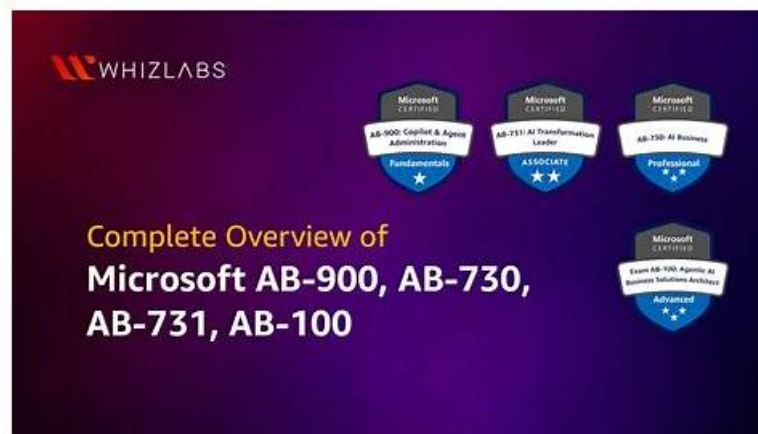 WHIZLABS
Microsoft
CERTIFIED
AB-900: Copilot & Agent
Administration
Fundamentals
Microsoft
CERTIFIED
AB-731: AI Transformation
Leader
ASSOCIATE
Microsoft
CERTIFIED
AB-730: AI Business
Professional
Complete Overview of
Microsoft AB-900, AB-730,
AB-731, AB-100
Microsoft
CERTIFIED
Exam AB-100: Agentic AI
Business Solutions Architect
Advanced